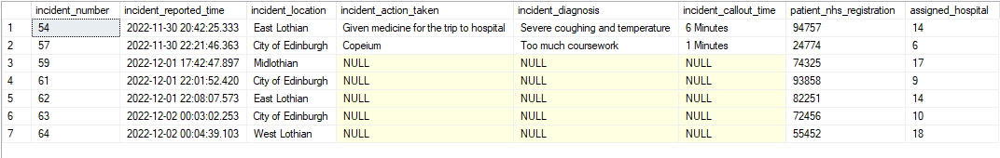 incident_number incident_reported_time incident_location incident_action_taken incident_diagnosis incident_callout_time patient_nhs_registration assigned_hospital
1 54 2022-11-30 20:42:25.333 East Lothian Given medicine for the trip to hospital Severe coughing and temperature 6 Minutes 94757 14
2 57 2022-11-30 22:21:46.363 City of Edinburgh Copeium Too much coursework 1 Minutes 24774 6
3 59 2022-12-01 17:42:47.897 Midlothian NULL NULL NULL 74325 17
4 61 2022-12-01 22:01:52.420 City of Edinburgh NULL NULL NULL 93858 9
5 62 2022-12-01 22:08:07.573 East Lothian NULL NULL NULL 82251 14
6 63 2022-12-02 00:03:02.253 City of Edinburgh NULL NULL NULL 72456 10
7 64 2022-12-02 00:04:39.103 West Lothian NULL NULL NULL 55452 18